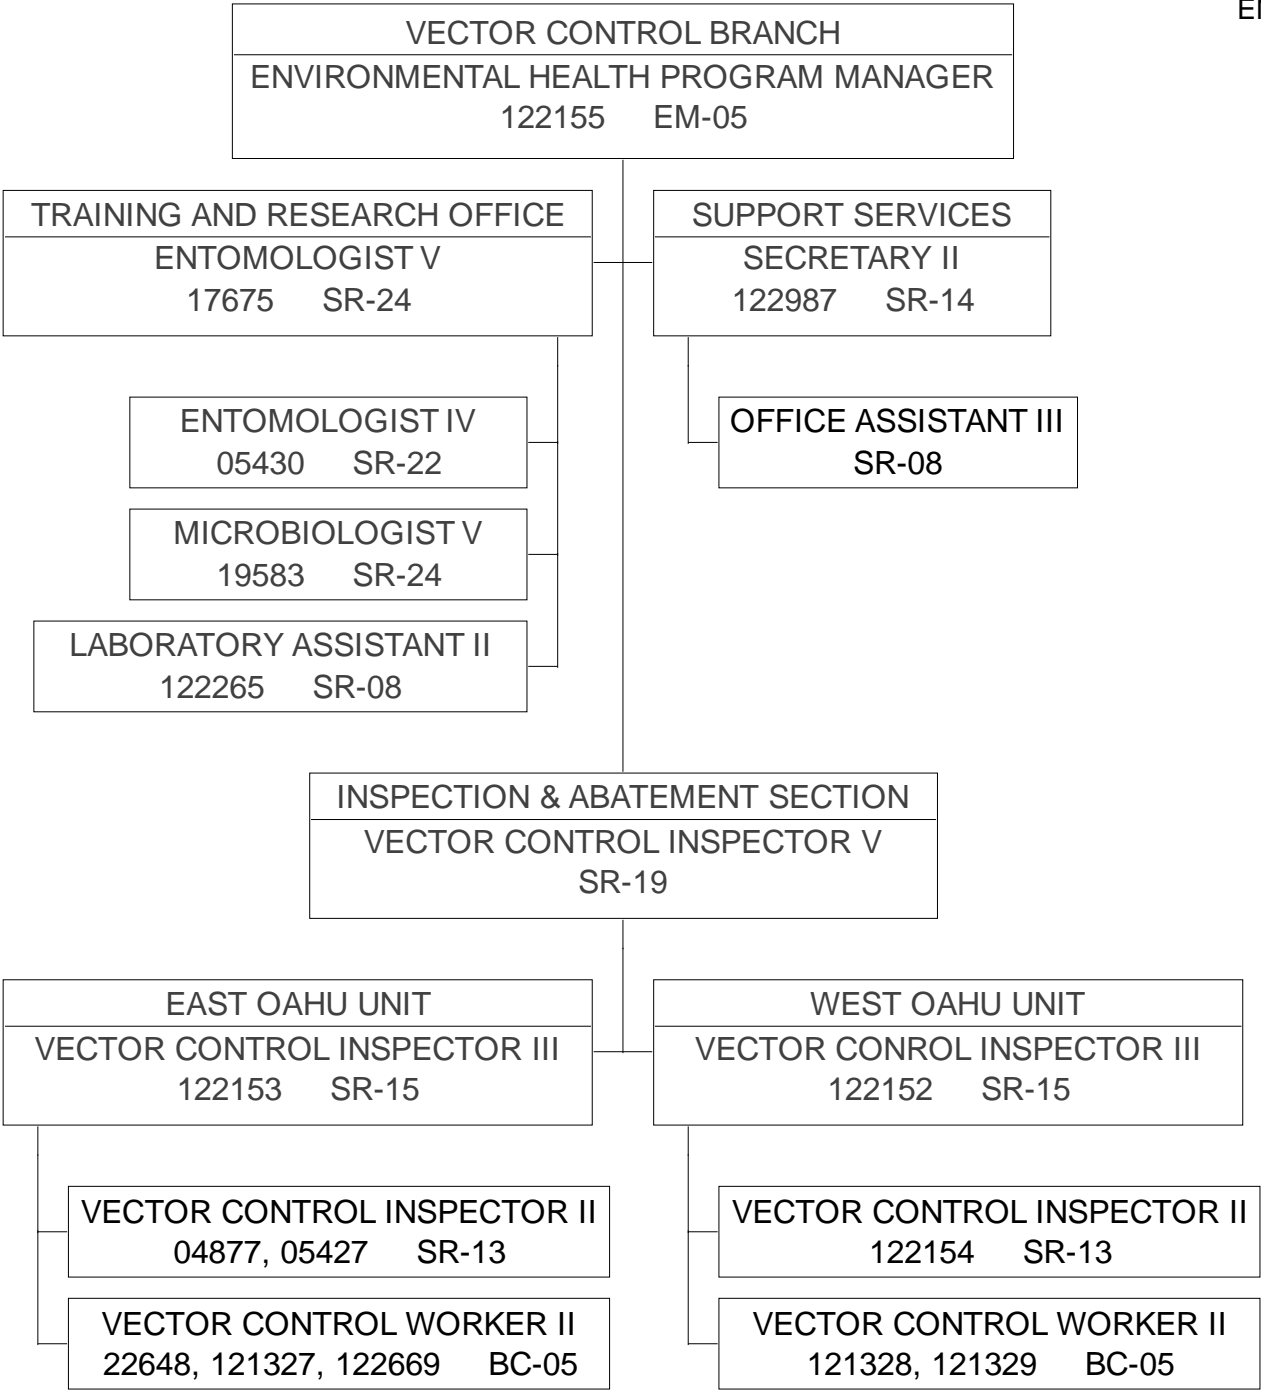 VECTOR CONTROL BRANCH
ENVIRONMENTAL HEALTH PROGRAM MANAGER
122155 EM-05
TRAINING AND RESEARCH OFFICE
ENTOMOLOGIST V
17675 SR-24
SUPPORT SERVICES
SECRETARY II
122987 SR-14
ENTOMOLOGIST IV
05430 SR-22
OFFICE ASSISTANT III
SR-08
MICROBIOLOGIST V
19583 SR-24
LABORATORY ASSISTANT II
122265 SR-08
INSPECTION & ABATEMENT SECTION
VECTOR CONTROL INSPECTOR V
SR-19
EAST OAHU UNIT
VECTOR CONTROL INSPECTOR III
122153 SR-15
WEST OAHU UNIT
VECTOR CONROL INSPECTOR III
122152 SR-15
VECTOR CONTROL INSPECTOR II
04877, 05427 SR-13
VECTOR CONTROL WORKER II
22648, 121327, 122669 BC-05
VECTOR CONTROL INSPECTOR II
122154 SR-13
VECTOR CONTROL WORKER II
121328, 121329 BC-05